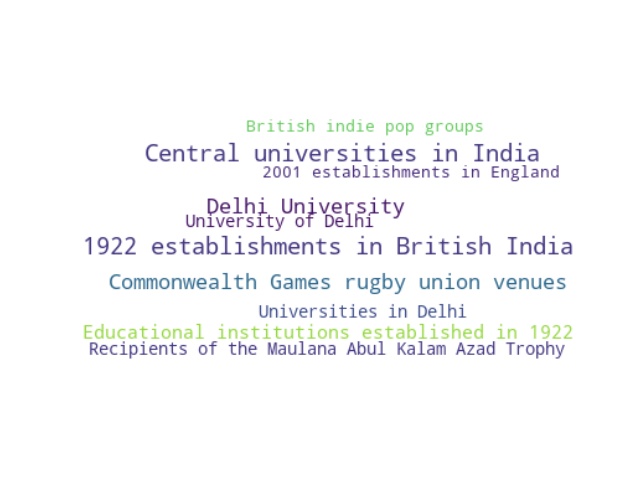 British indie pop groups
Central universities in India
2001 establishments in England
Delhi University
University of Delhi
1922 establishments in British India
Commonwealth Games rugby union venues
Universities in Delhi
Educational institutions established in 1922
Recipients of the Maulana Abul Kalam Azad Trophy